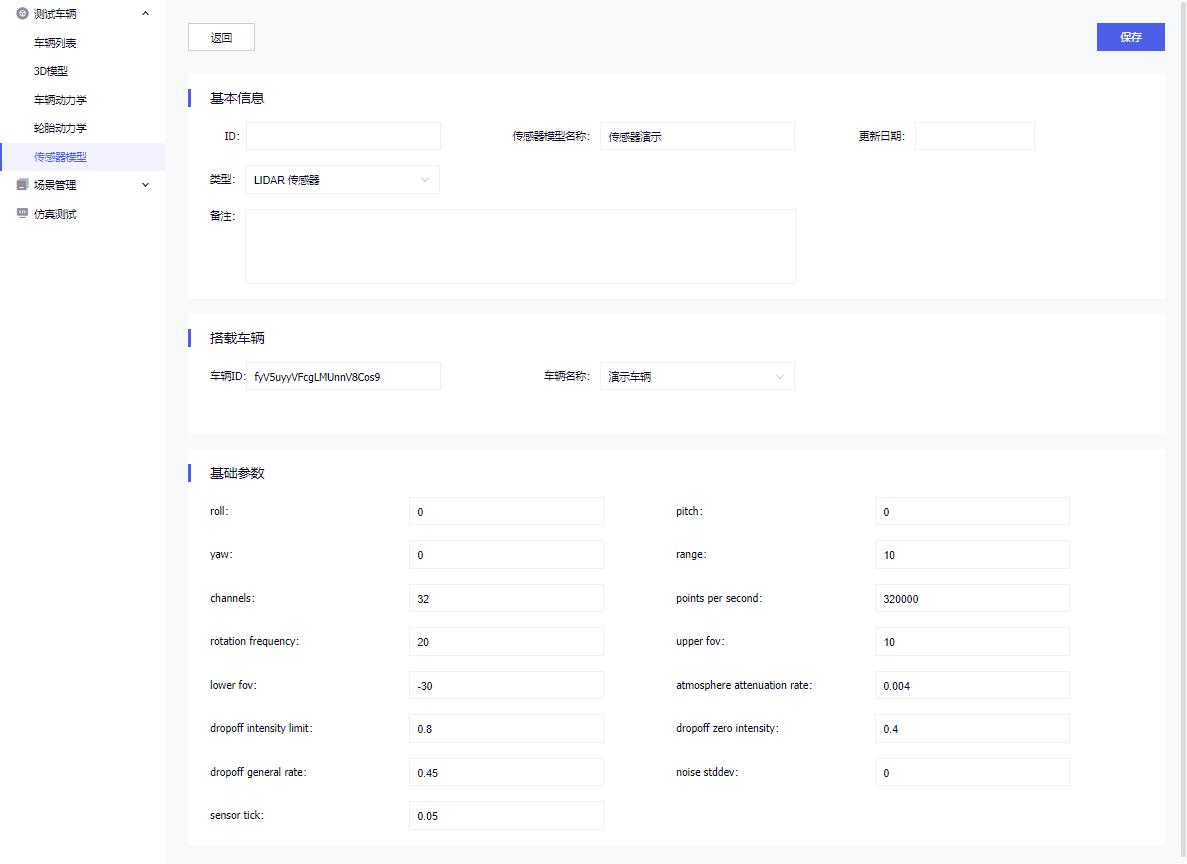 测试车辆
车辆列表
3D模型
车辆动力学
轮胎动力学
传感器模型
场景管理
仿真测试
返回
保存
基本信息
ID:
传感器模型名称: 传感器演示
更新日期:
类型: LIDAR 传感器
备注:
搭载车辆
车辆ID: fyV5uyyVFcgLMUnnV8Cos9
车辆名称: 演示车辆
基础参数
roll: 0
pitch: 0
yaw: 0
range: 10
channels: 32
points per second: 320000
rotation frequency: 20
upper fov: 10
lower fov: -30
atmosphere attenuation rate: 0.004
dropoff intensity limit: 0.8
dropoff zero intensity: 0.4
dropoff general rate: 0.45
noise stddev: 0
sensor tick: 0.05